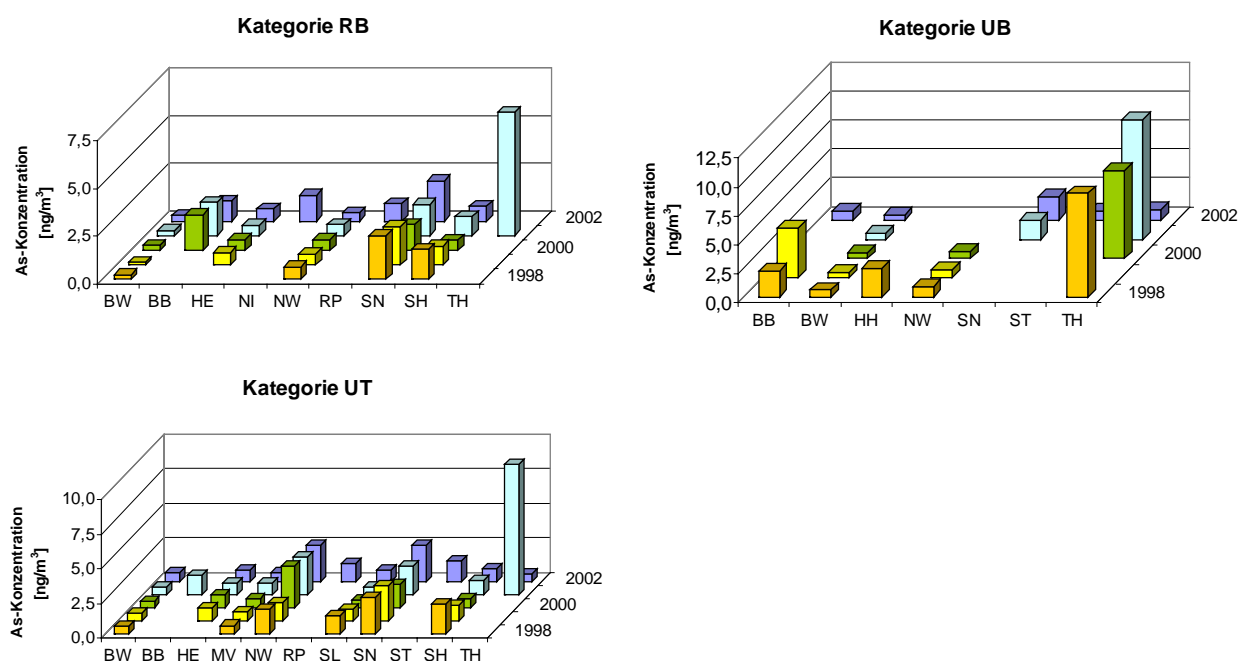 Kategorie RB
As-Konzentration
[ng/m³]
7,5
5,0
2,5
0,0
BW BB HE NI NW RP SN SH TH
1998
2000
2002
Kategorie UB
As-Konzentration
[ng/m³]
12,5
10,0
7,5
5,0
2,5
0,0
BB BW HH NW SN ST TH
1998
2000
2002
Kategorie UT
As-Konzentration
[ng/m³]
10,0
7,5
5,0
2,5
0,0
BW BB HE MV NW RP SL SN ST SH TH
1998
2000
2002